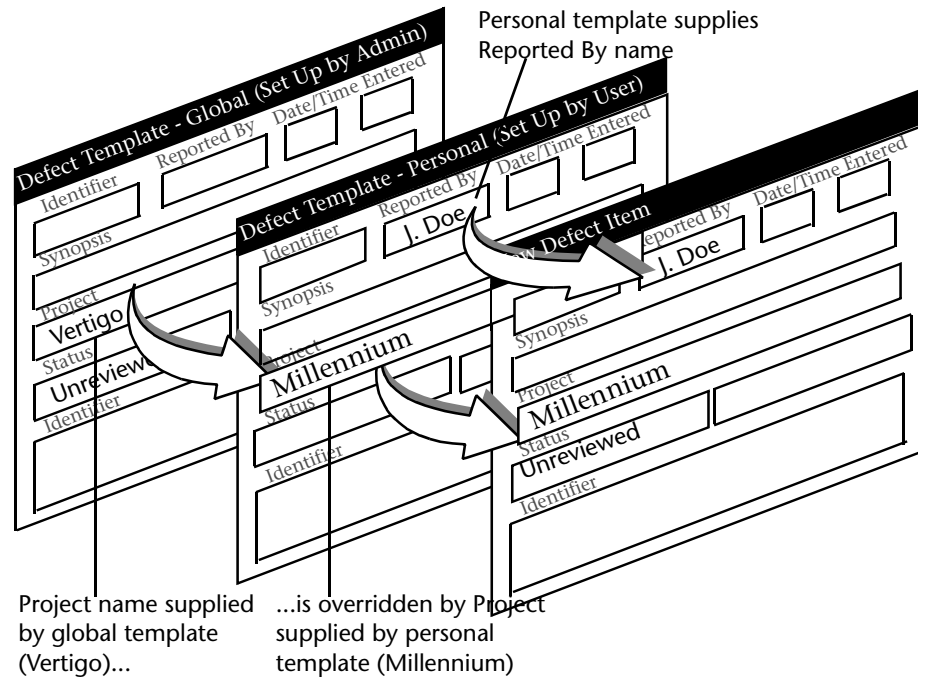 Personal template supplies
Reported By name
Defect Template - Global (Set Up by Admin)
Identifier
Reported By
Date/Time Entered
Synopsis
Project
Vertigo
Status
Unreviewed
Identifier
Defect Template - Personal (Set Up by User)
Identifier
Reported By
Date/Time Entered
J. Doe
Synopsis
Project
Millennium
Status
Identifier
Defect Item
Reported By
Date/Time Entered
J. Doe
Synopsis
Project
Millennium
Status
Unreviewed
Identifier
Project name supplied
by global template
(Vertigo)...
...is overridden by Project
supplied by personal
template (Millennium)